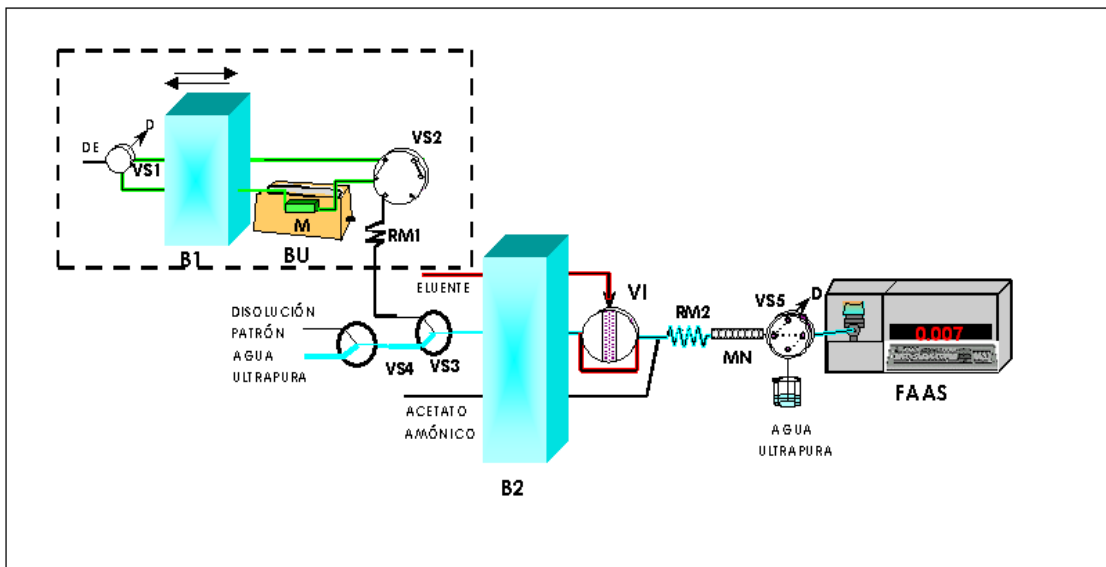 DE
D
VS1
VS2
M
B1
BU
RM1
ELUENTE
VI
DISOLUCIÓN
PATRÓN
AGUA
ULTRAPURA
VS4
VS3
RM2
MN
VS5
D
0.007
FAAS
ACETATO
AMÓNICO
AGUA
ULTRAPURA
B2